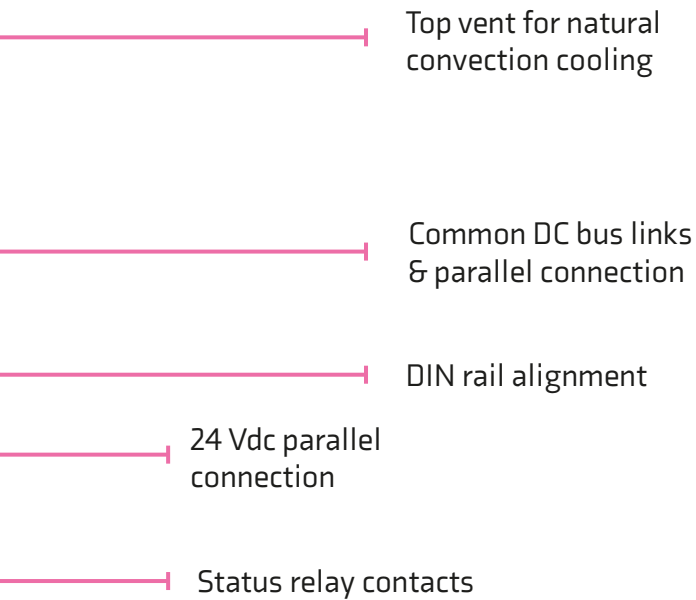 Top vent for natural
convection cooling
Common DC bus links
& parallel connection
DIN rail alignment
24 Vdc parallel
connection
Status relay contacts